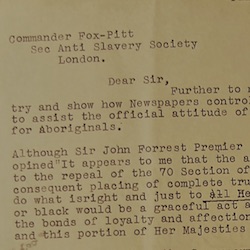 Commander Fox-Pitt
Sec Anti Slavery Society
London.
Dear Sir,
Further to
try and show how Newspapers contro
to assist the official attitude of
for Aboriginals.
Although Sir John Forrest Premier
opined"It appears to me that the a
to the repeal of the 70 Section of
consequent placing of complete tru
do what isright and just to all He
or black would be a graceful act a
the bonds of loyalty and affection
and this portion of Her Majesties